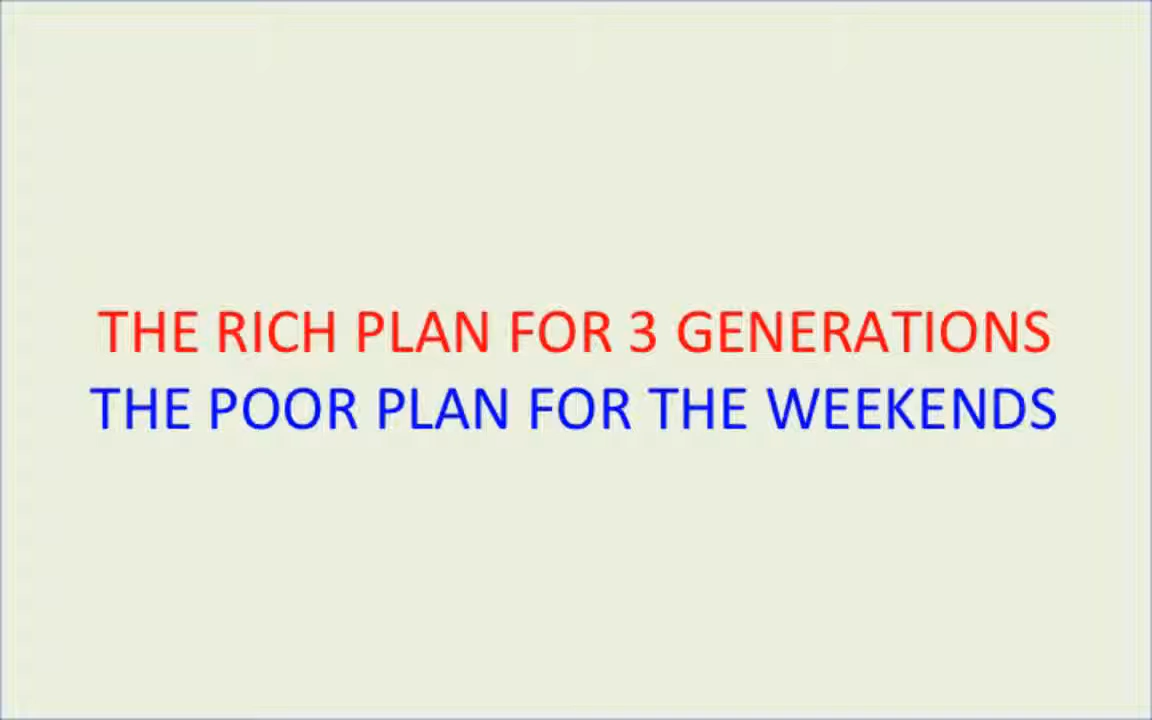 THE RICH PLAN FOR 3 GENERATIONS
THE POOR PLAN FOR THE WEEKENDS